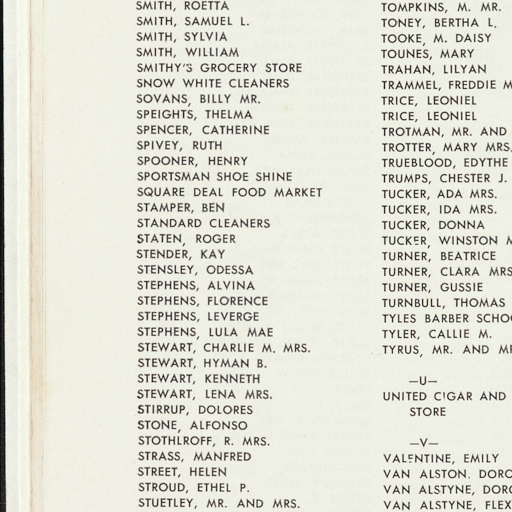 SMITH, ROETTA
SMITH, SAMUEL L.
SMITH, SYLVIA
SMITH, WILLIAM
SMITHY'S GROCERY STORE
SNOW WHITE CLEANERS
SOVANS, BILLY MR.
SPEIGHTS, THELMA
SPENCER, CATHERINE
SPIVEY, RUTH
SPOONER, HENRY
SPORTSMAN SHOE SHINE
SQUARE DEAL FOOD MARKET
STAMPER, BEN
STANDARD CLEANERS
STATEN, ROGER
STENDER, KAY
STENSLEY, ODESSA
STEPHENS, ALVINA
STEPHENS, FLORENCE
STEPHENS, LEVERGE
STEPHENS, LULA MAE
STEWART, CHARLIE M. MRS.
STEWART, HYMAN B.
STEWART, KENNETH
STEWART, LENA MRS.
STIRRUP, DOLORES
STONE, ALFONSO
STOTHLROFF, R. MRS.
STRASS, MANFRED
STREET, HELEN
STROUD, ETHEL P.
STUETLEY, MR. AND MRS.
TOMPKINS, M. MR.
TONEY, BERTHA L.
TOOKE, M. DAISY
TOUNES, MARY
TRAHAN, LILYAN
TRAMMEL, FREDDIE M
TRICE, LEONIEL
TRICE, LEONIEL
TROTMAN, MR. AND
TROTTER, MARY MRS.
TRUEBLOOD, EDYTHE
TRUMPS, CHESTER J.
TUCKER, ADA MRS.
TUCKER, IDA MRS.
TUCKER, DONNA
TUCKER, WINSTON M
TURNER, BEATRICE
TURNER, CLARA MRS
TURNER, GUSSIE
TURNBULL, THOMAS
TYLES BARBER SCHOO
TYLER, CALLIE M.
TYRUS, MR. AND MR
—U—
UNITED CIGAR AND
STORE
—V—
VALENTINE, EMILY
VAN ALSTON. DORO
VAN ALSTYNE, DORO
VAN ALSTYNE, FLEX